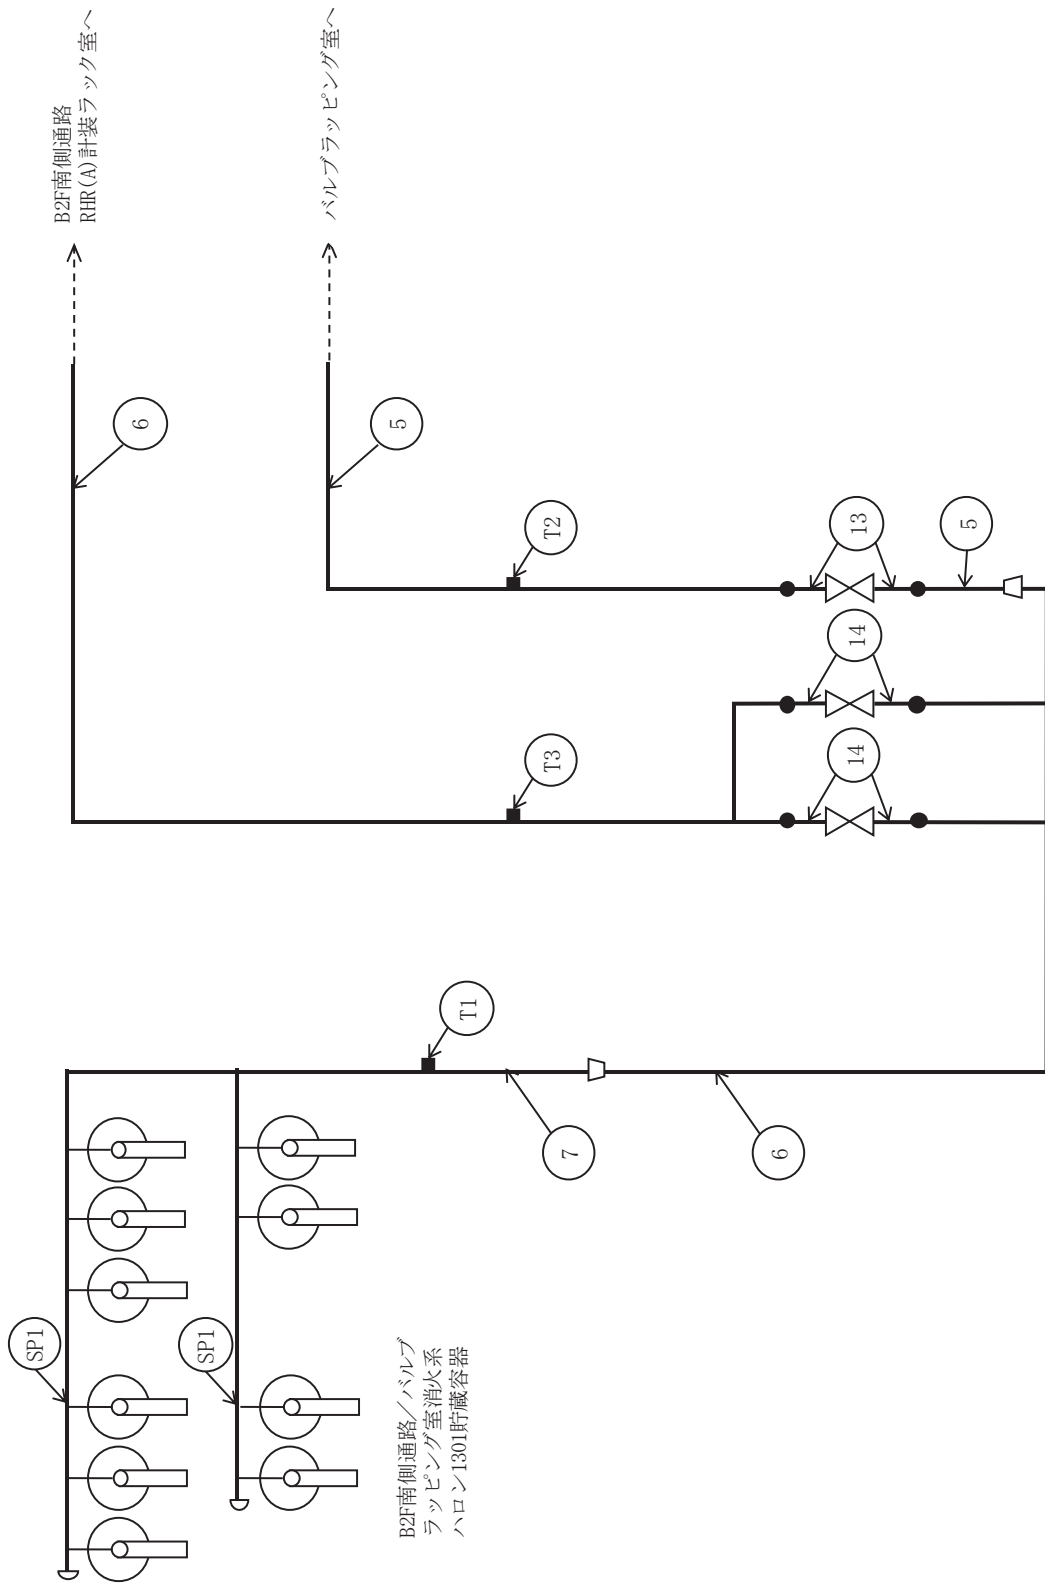 B2F南側通路
RHR(A)計装ラック室へ
バルブラッピング室へ
6
5
T2
13
5
14
T3
14
T1
7
6
SP1
SP1
B2F南側通路／バルブ
ラッピング室消火系
ハロン1301貯蔵容器